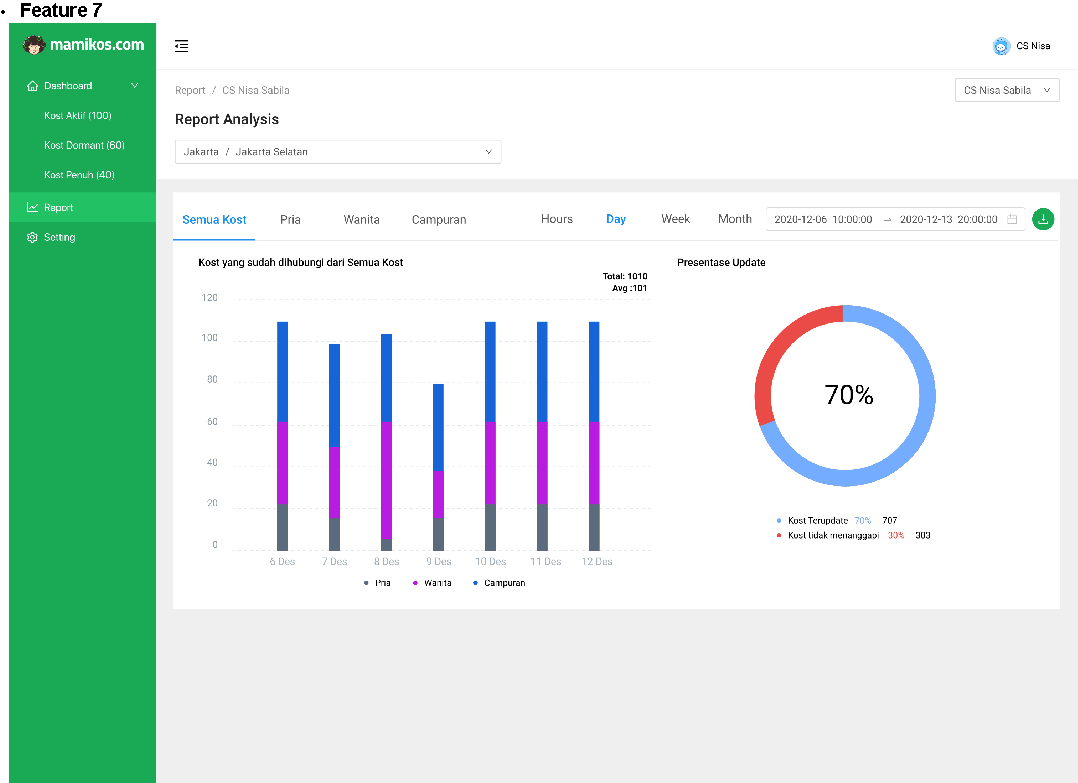 • Feature 7
mamikos.com
CS Nisa
Dashboard
Kost Aktif (100)
Kost Dormant (60)
Kost Penuh (40)
Report
Setting
Report / CS Nisa Sabila
CS Nisa Sabila
Report Analysis
Jakarta / Jakarta Selatan
Semua Kost Pria Wanita Campuran Hours Day Week Month 2020-12-06 10:00:00 → 2020-12-13 20:00:00
Kost yang sudah dihubungi dari Semua Kost
Total: 1010
Avg :101
120
100
80
60
40
20
0
6 Des 7 Des 8 Des 9 Des 10 Des 11 Des 12 Des
Pria Wanita Campuran
Presentase Update
70%
Kost Terupdate 70% 707
Kost tidak menanggapi 30% 303